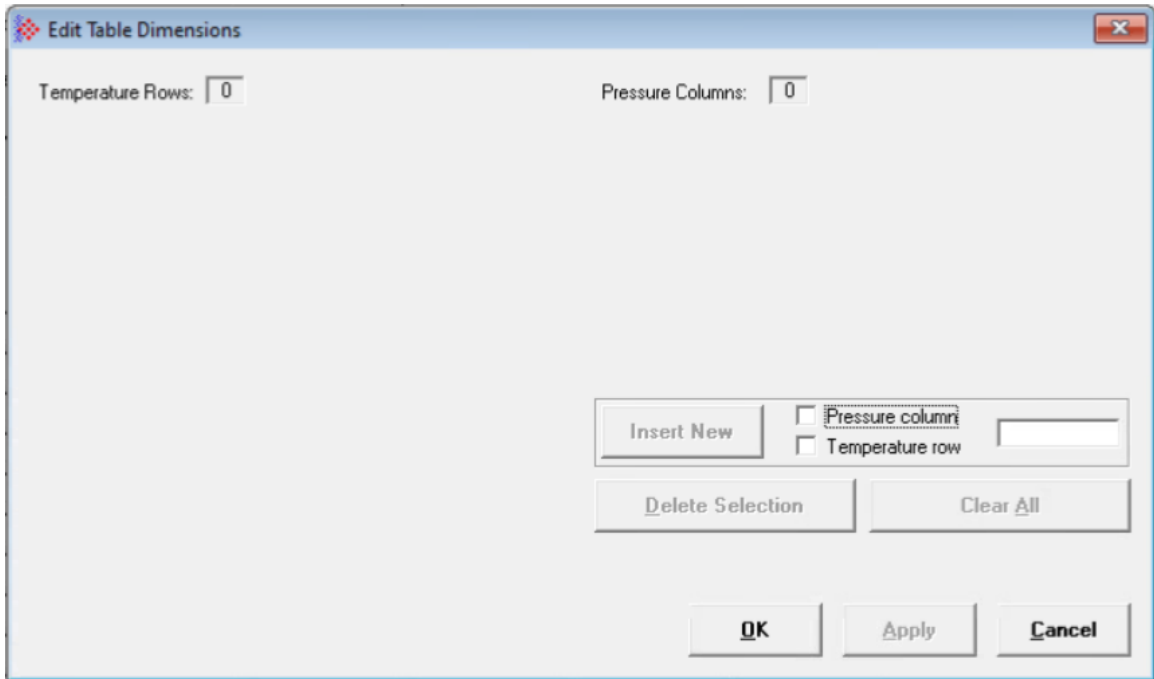 Edit Table Dimensions
Temperature Rows: 0
Pressure Columns: 0
Insert New
Pressure column
Temperature row
Delete Selection
Clear All
OK
Apply
Cancel